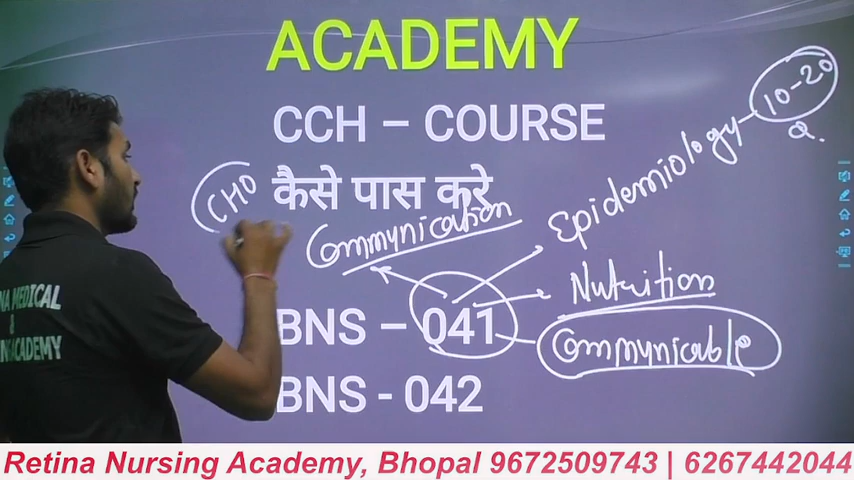 ACADEMY
CCH – COURSE
10-20
Q.
CHO
कैसे पास करे
Epidemiology
Communication
Nutrition
BNS – 041
Communicable
BNS - 042
NA MEDICAL
&
ACADEMY
Retina Nursing Academy, Bhopal 9672509743 | 6267442044